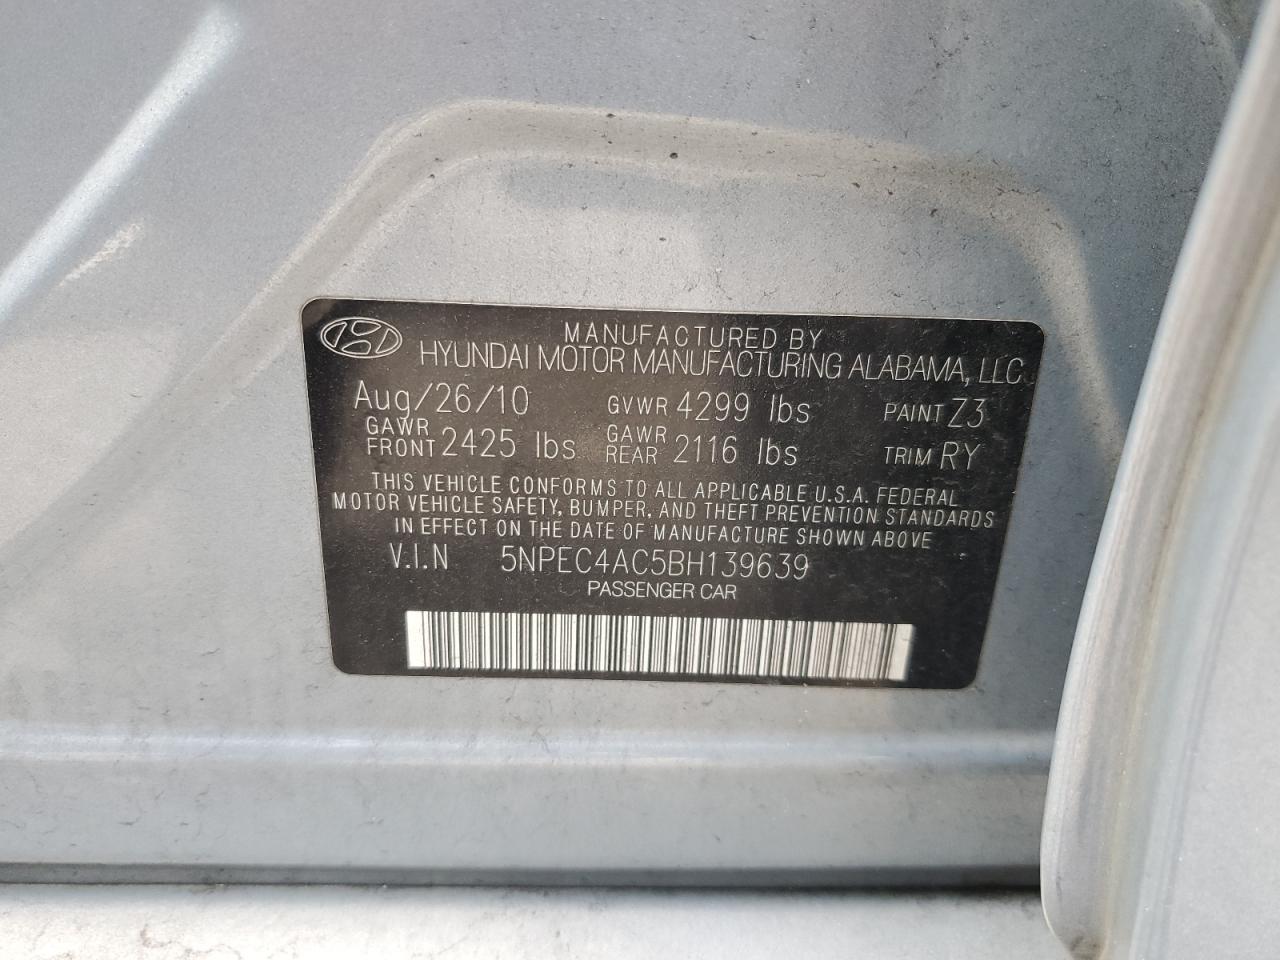 MANUFACTURED BY
HYUNDAI MOTOR MANUFACTURING ALABAMA, LLC
Aug/26/10 GVWR 4299 lbs PAINT Z3
GAWR FRONT 2425 lbs GAWR REAR 2116 lbs TRIM RY
THIS VEHICLE CONFORMS TO ALL APPLICABLE U.S.A. FEDERAL
MOTOR VEHICLE SAFETY, BUMPER, AND THEFT PREVENTION STANDARDS
IN EFFECT ON THE DATE OF MANUFACTURE SHOWN ABOVE
V.I.N 5NPEC4AC5BH139639
PASSENGER CAR